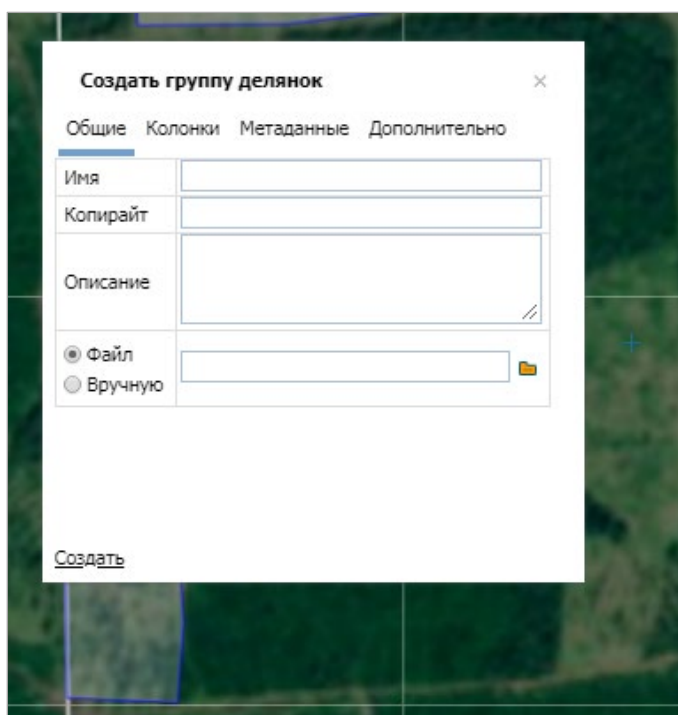 Создать группу делянок ×
Общие Колонки Метаданные Дополнительно
Имя
Копирайт
Описание
Файл
Вручную
Создать